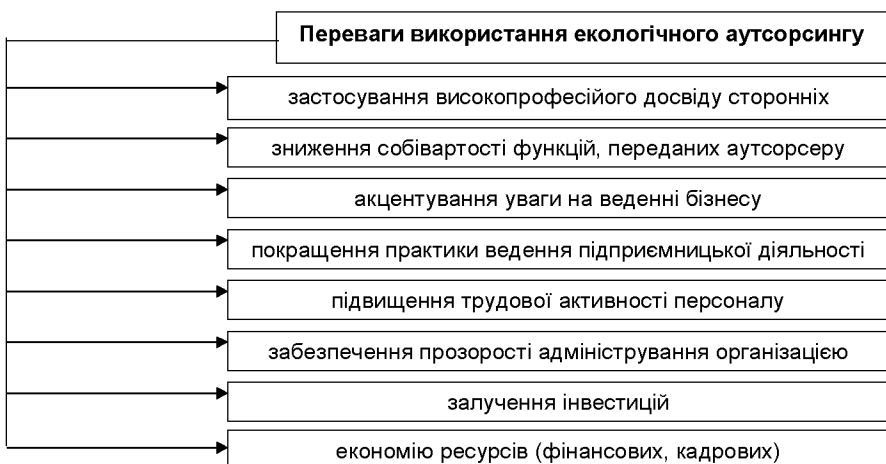 Переваги використання екологічного аутсорсингу
застосування високопрофесійого досвіду сторонніх
зниження собівартості функцій, переданих аутсорсеру
акцентування уваги на веденні бізнесу
покращення практики ведення підприємницької діяльності
підвищення трудової активності персоналу
забезпечення прозорості адміністрування організацією
залучення інвестицій
економію ресурсів (фінансових, кадрових)